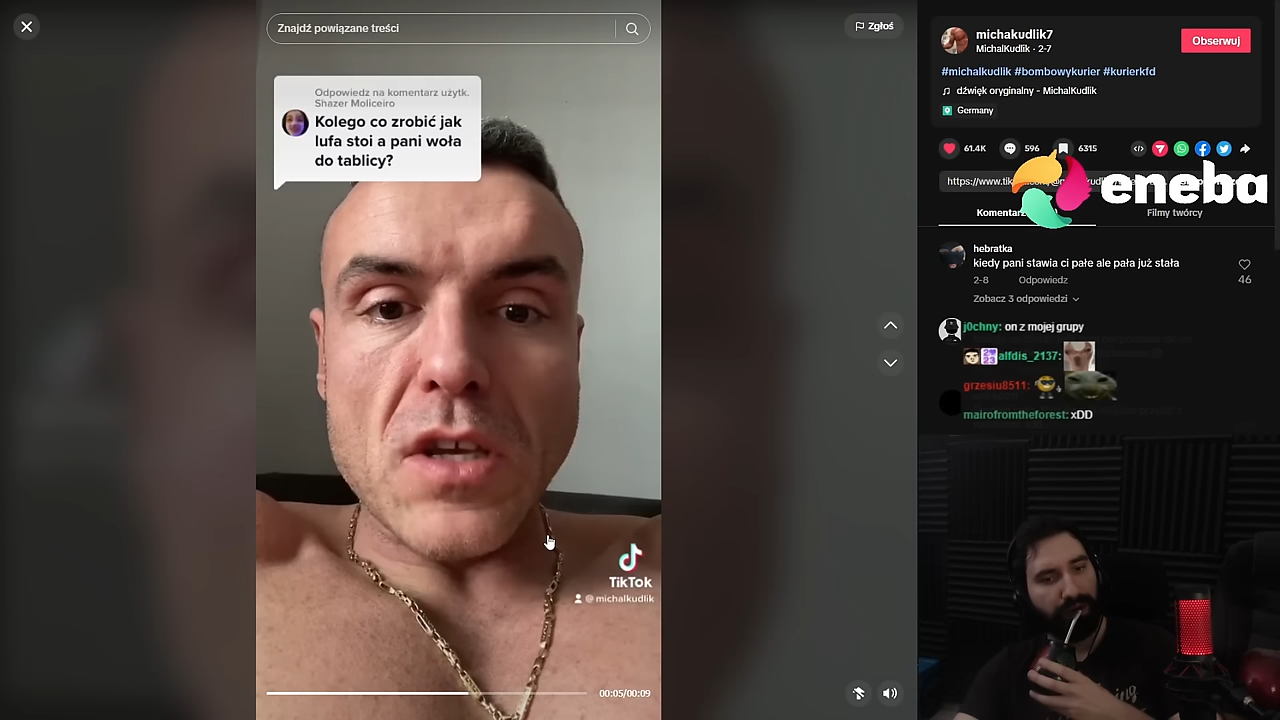 Znajdź powiązane treści
Zgłoś
Odpowiedz na komentarz użytk.
Shazer Moliceiro
Kolego co zrobić jak
lufa stoi a pani woła
do tablicy?
TikTok
@michalkudlik
00:05/00:09
michakudlik7
MichalKudlik · 2-7
Obserwuj
#michalkudlik #bombowykurier #kurierkfd
dźwięk oryginalny - MichalKudlik
Germany
61.4K
596
6315
eneba
https://www.tik
Filmy twórcy
hebratka
kiedy pani stawia ci pałe ale pała już stała
2-8 Odpowiedz
46
Zobacz 3 odpowiedzi
j0chny: on z mojej grupy
alfdis_2137:
grzesiu8511:
mairofromtheforest: xDD